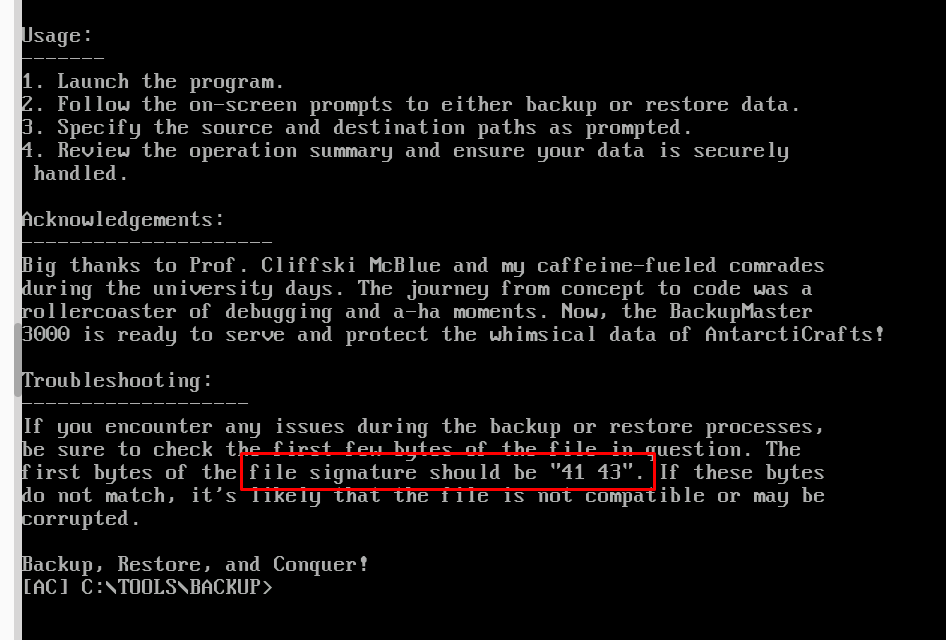 Usage:
-------
1. Launch the program.
2. Follow the on-screen prompts to either backup or restore data.
3. Specify the source and destination paths as prompted.
4. Review the operation summary and ensure your data is securely
 handled.
Acknowledgements:
---------------------
Big thanks to Prof. Cliffski McBlue and my caffeine-fueled comrades
during the university days. The journey from concept to code was a
rollercoaster of debugging and a-ha moments. Now, the BackupMaster
3000 is ready to serve and protect the whimsical data of AntarctiCrafts!
Troubleshooting:
-------------------
If you encounter any issues during the backup or restore processes,
be sure to check the first few bytes of the file in question. The
first bytes of the file signature should be "41 43". If these bytes
do not match, it's likely that the file is not compatible or may be
corrupted.
Backup, Restore, and Conquer!
[AC] C:\TOOLS\BACKUP>